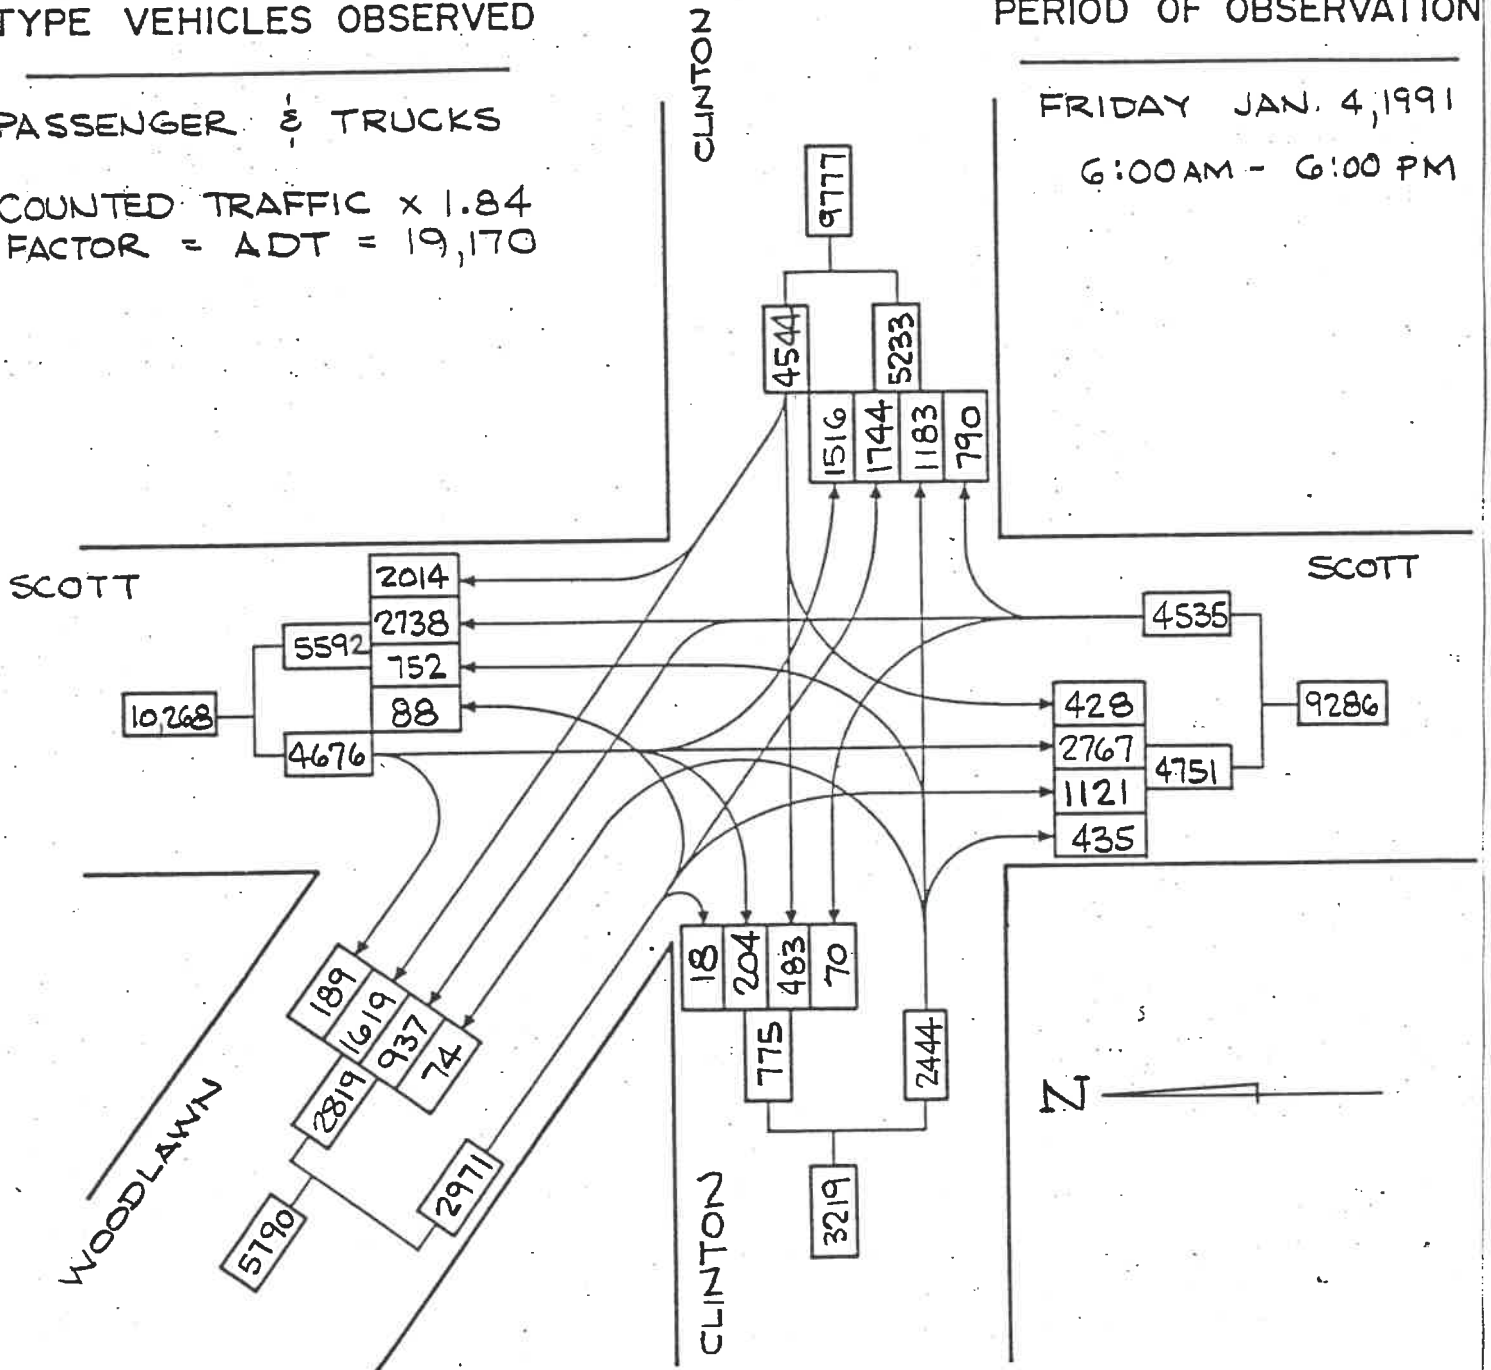 TYPE VEHICLES OBSERVED
PASSENGER & TRUCKS
COUNTED TRAFFIC x 1.84
FACTOR = ADT = 19,170
CLINTON
PERIOD OF OBSERVATION
FRIDAY JAN. 4, 1991
6:00 AM - 6:00 PM
9777
4544
5233
1516
1744
1183
790
SCOTT
2014
2738
752
88
5592
10,268
4676
SCOTT
4535
9286
428
2767
1121
435
4751
189
1619
937
74
2819
2971
5790
WOODLAWN
18
204
483
70
775
2444
3219
CLINTON
N